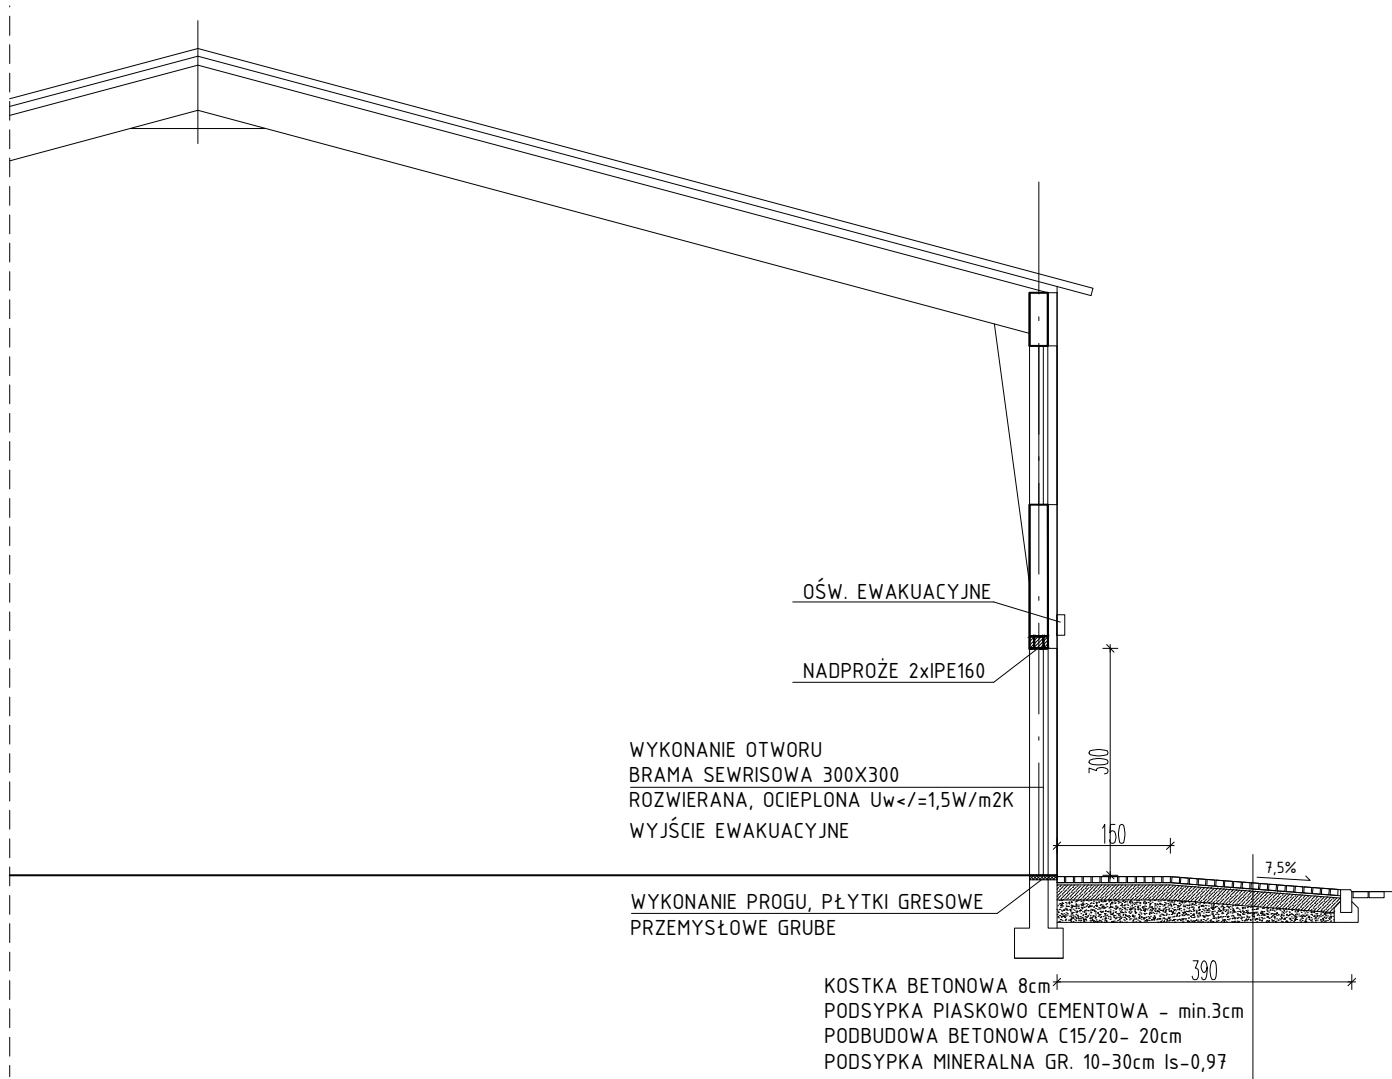 OŚW. EWAKUACYJNE
NADPROŻE 2xIPE160
WYKONANIE OTWORU
BRAMA SEWRISOWA 300X300
ROZWIERANA, OCIEPLONA Uw</=1,5W/m2K
WYJŚCIE EWAKUACYJNE
300
150
7,5%
WYKONANIE PROGU, PŁYTKI GRESOWE
PRZEMYSŁOWE GRUBE
390
KOSTKA BETONOWA 8cm
PODSYPKA PIASKOWO CEMENTOWA - min.3cm
PODBUDOWA BETONOWA C15/20- 20cm
PODSYPKA MINERALNA GR. 10-30cm Is-0,97